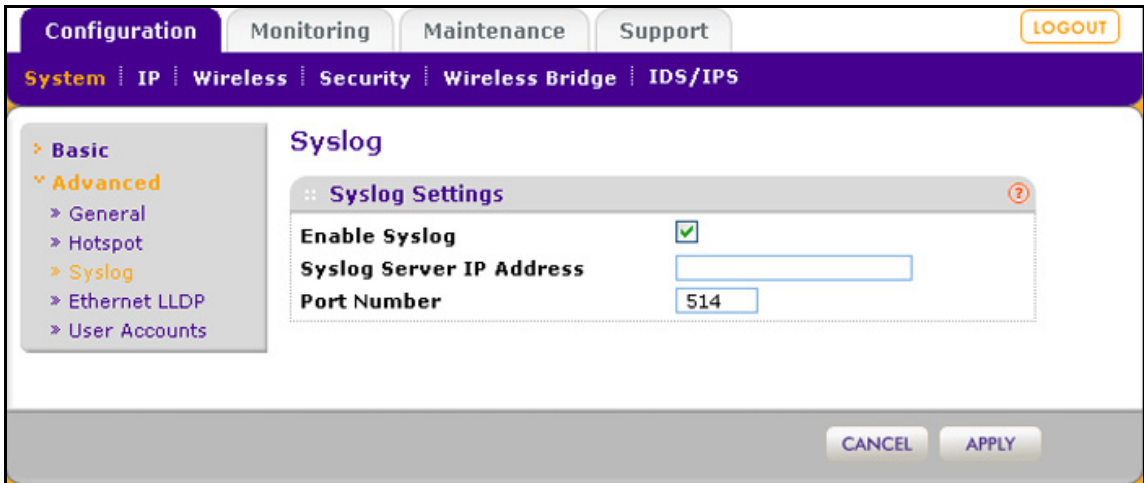 Configuration Monitoring Maintenance Support LOGOUT
System IP Wireless Security Wireless Bridge IDS/IPS
Basic
Advanced
General
Hotspot
Syslog
Ethernet LLDP
User Accounts
Syslog
Syslog Settings ?
Enable Syslog
Syslog Server IP Address
Port Number 514
CANCEL APPLY